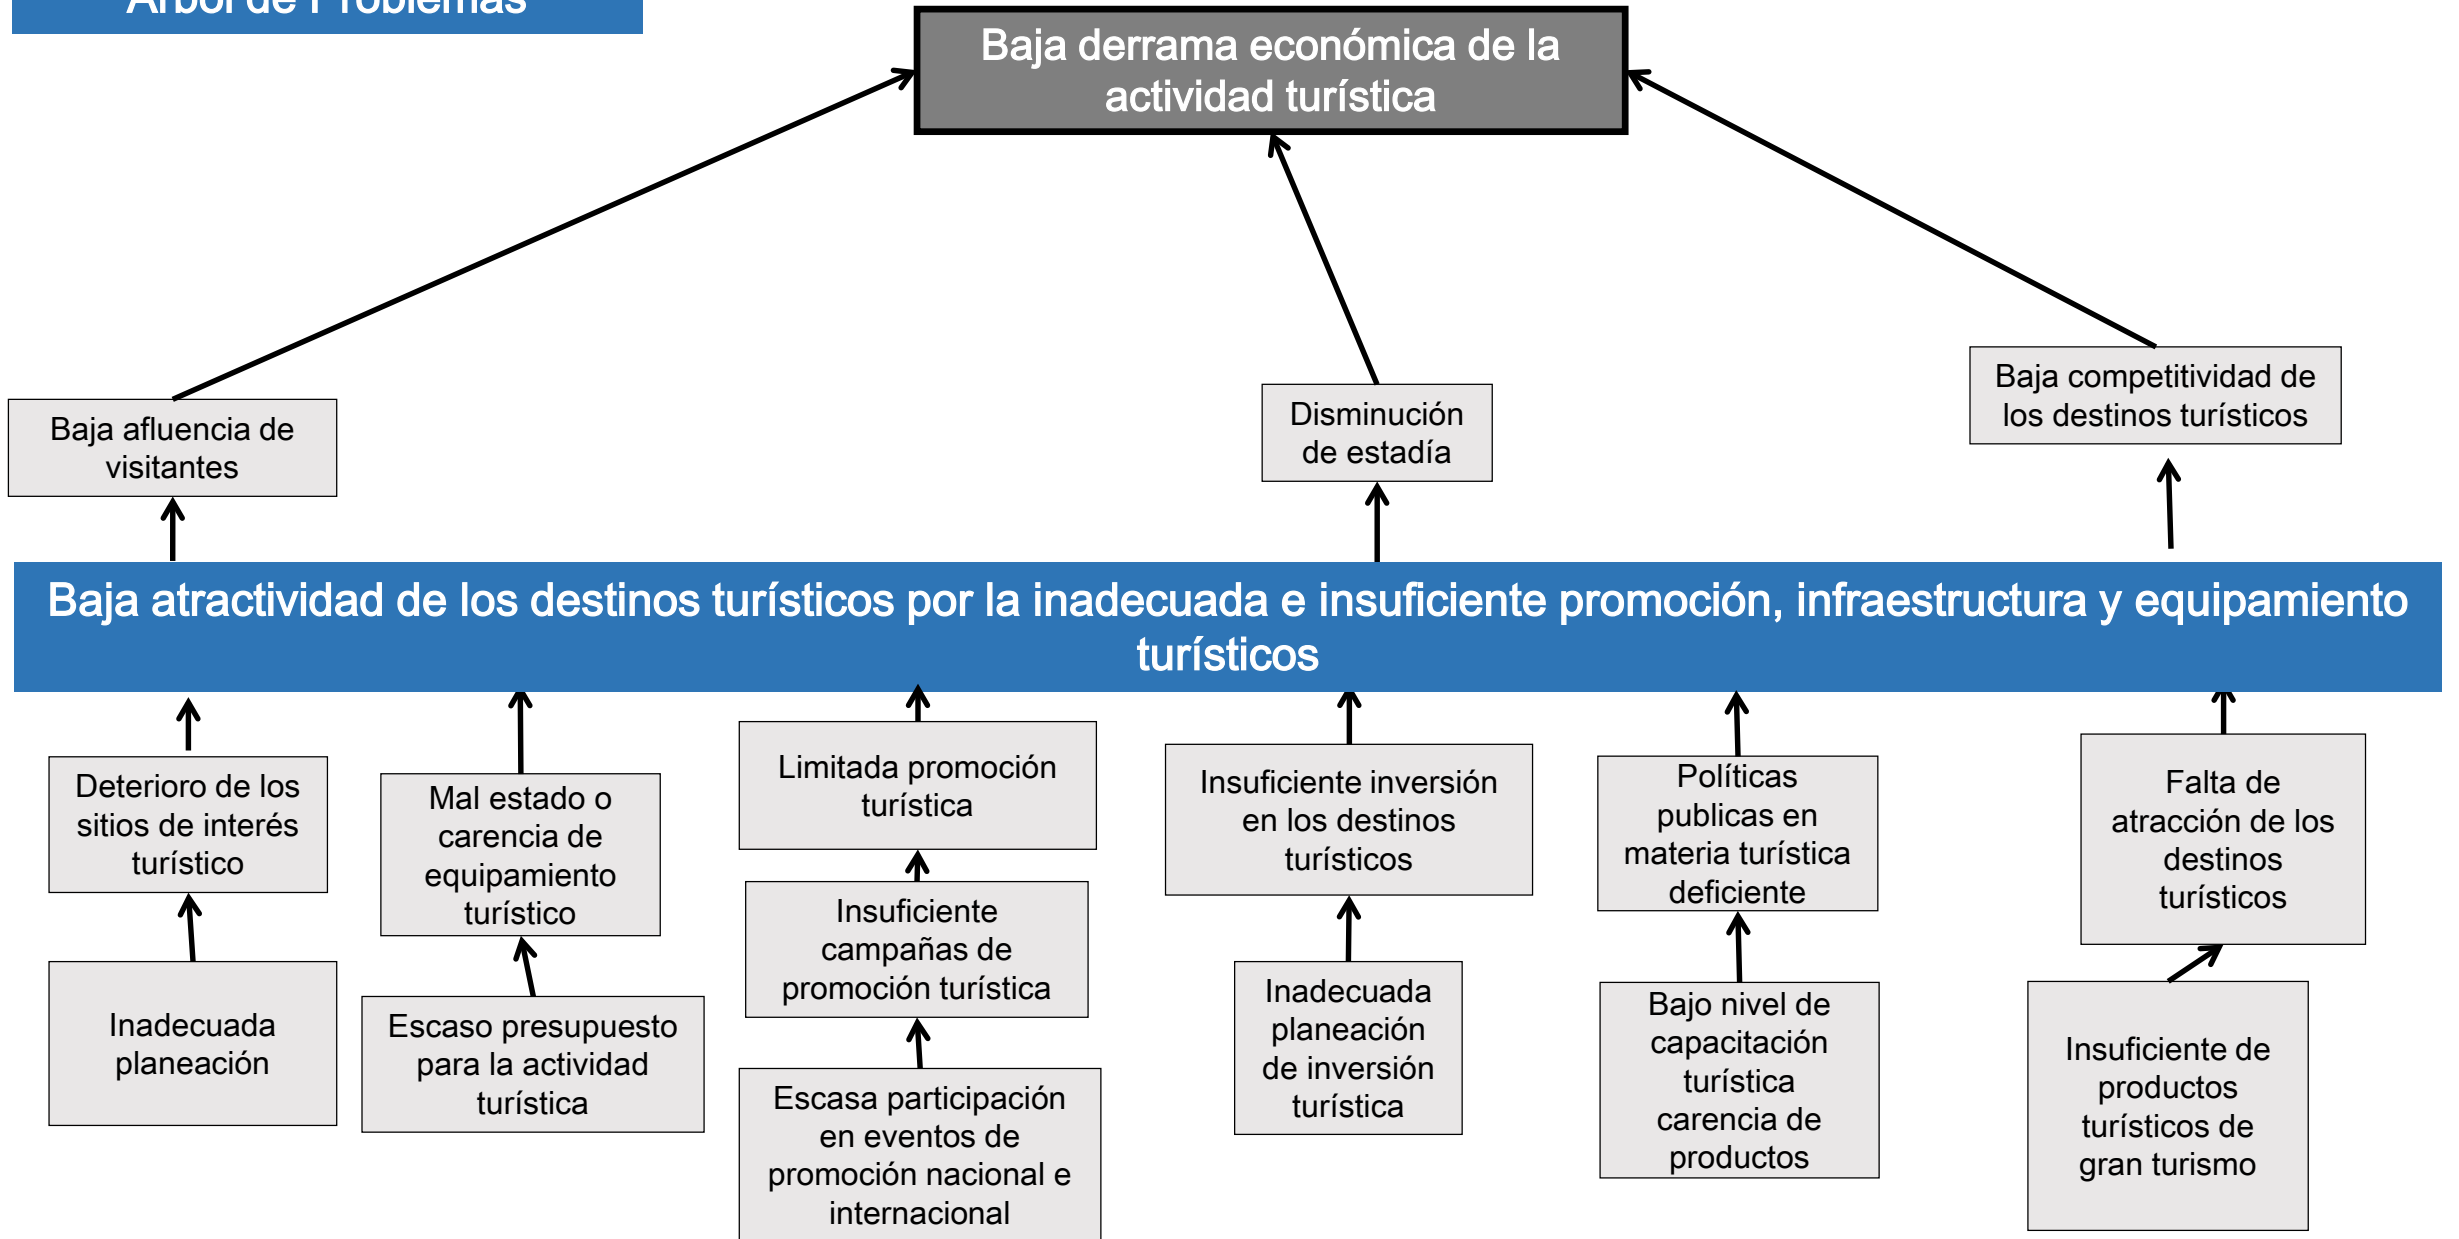 Árbol de Problemas
Baja derrama económica de la
actividad turística
Baja afluencia de
visitantes
Disminución
de estadía
Baja competitividad de
los destinos turísticos
Baja atractividad de los destinos turísticos por la inadecuada e insuficiente promoción, infraestructura y equipamiento
turísticos
Deterioro de los
sitios de interés
turístico
Mal estado o
carencia de
equipamiento
turístico
Limitada promoción
turística
Insuficiente inversión
en los destinos
turísticos
Políticas
publicas en
materia turística
deficiente
Falta de
atracción de los
destinos
turísticos
Inadecuada
planeación
Escaso presupuesto
para la actividad
turística
Insuficiente
campañas de
promoción turística
Escasa participación
en eventos de
promoción nacional e
internacional
Inadecuada
planeación
de inversión
turística
Bajo nivel de
capacitación
turística
carencia de
productos
Insuficiente de
productos
turísticos de
gran turismo